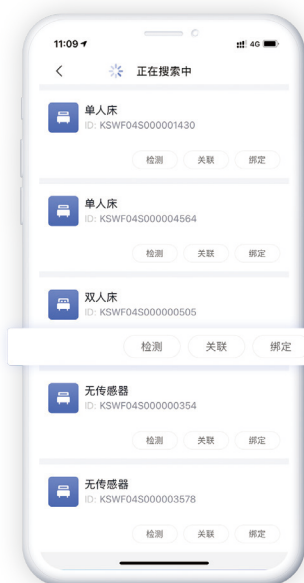 11:09
4G
正在搜索中
单人床
ID: KSWF04S000001430
检测 关联 绑定
单人床
ID: KSWF04S000004564
检测 关联 绑定
双人床
ID: KSWF04S000000505
检测 关联 绑定
无传感器
ID: KSWF04S000000354
检测 关联 绑定
无传感器
ID: KSWF04S000003578
检测 关联 绑定